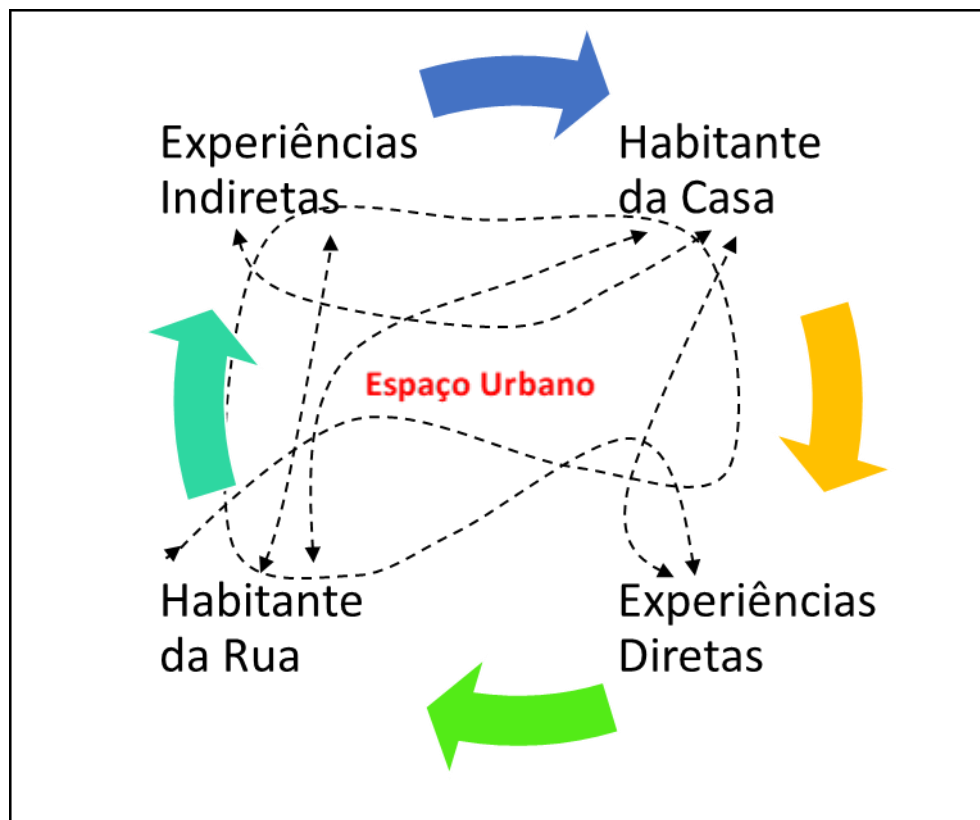 Experiências
Indiretas
Habitante
da Casa
Espaço Urbano
Habitante
da Rua
Experiências
Diretas